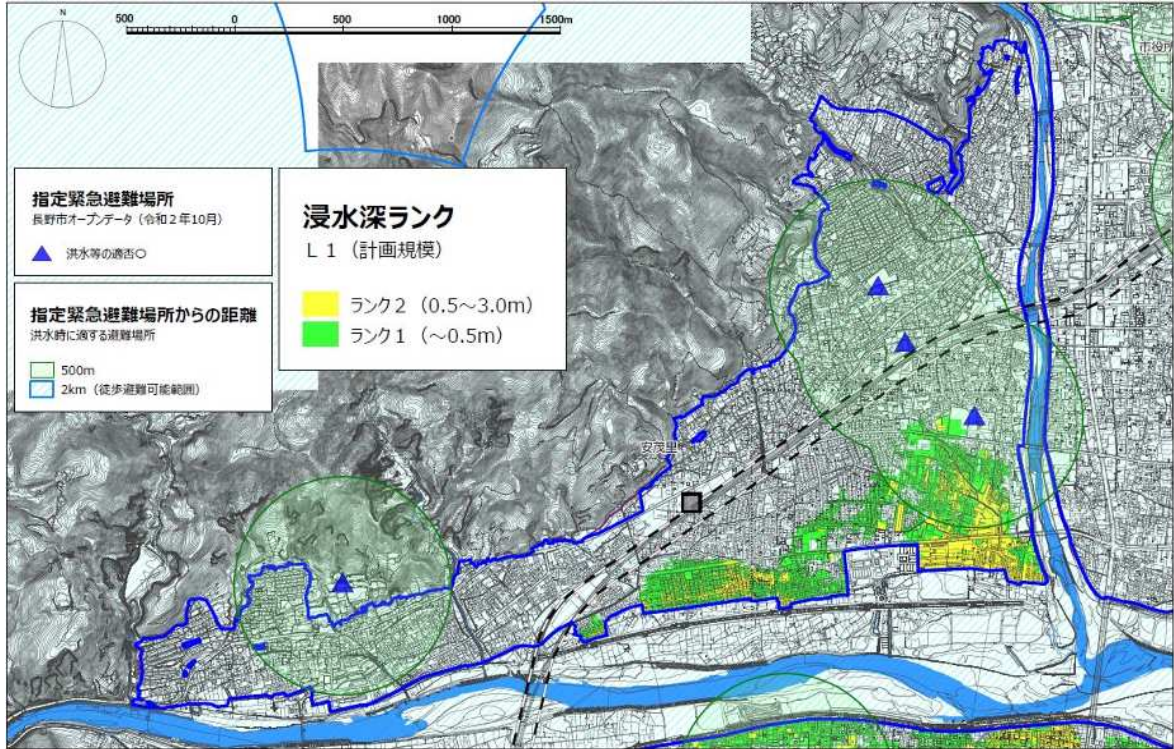 N
500 0 500 1000 1500m
市役所
指定緊急避難場所
長野市オープンデータ（令和２年10月）
洪水等の適否○
指定緊急避難場所からの距離
洪水時に適する避難場所
500m
2km（徒歩避難可能範囲）
浸水深ランク
Ｌ１（計画規模）
ランク２（0.5～3.0m）
ランク１（～0.5m）
安茂里